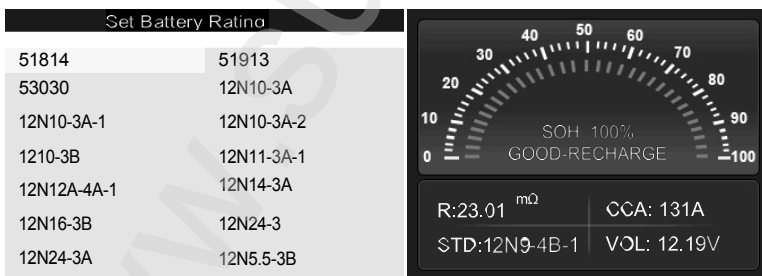 Set Battery Rating
51814 51913
53030 12N10-3A
12N10-3A-1 12N10-3A-2
1210-3B 12N11-3A-1
12N12A-4A-1 12N14-3A
12N16-3B 12N24-3
12N24-3A 12N5.5-3B
0 10 20 30 40 50 60 70 80 90 100
SOH 100%
GOOD-RECHARGE
R:23.01 mΩ CCA: 131A
STD:12N9-4B-1 VOL: 12.19V